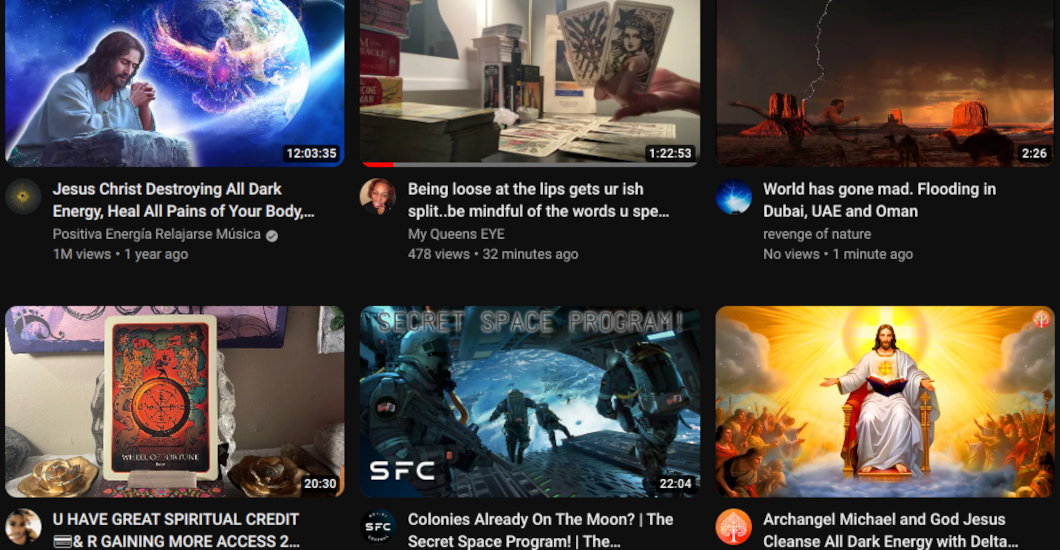 12:03:35
1:22:53
2:26
Jesus Christ Destroying All Dark
Energy, Heal All Pains of Your Body,...
Positiva Energía Relajarse Música
1M views • 1 year ago
Being loose at the lips gets ur ish
split..be mindful of the words u spe...
My Queens EYE
478 views • 32 minutes ago
World has gone mad. Flooding in
Dubai, UAE and Oman
revenge of nature
No views • 1 minute ago
WHEEL OF FORTUNE
20:30
SECRET SPACE PROGRAM!
SFC
22:04
U HAVE GREAT SPIRITUAL CREDIT
💳& R GAINING MORE ACCESS 2...
SFC
Colonies Already On The Moon? | The
Secret Space Program! | The...
Archangel Michael and God Jesus
Cleanse All Dark Energy with Delta...